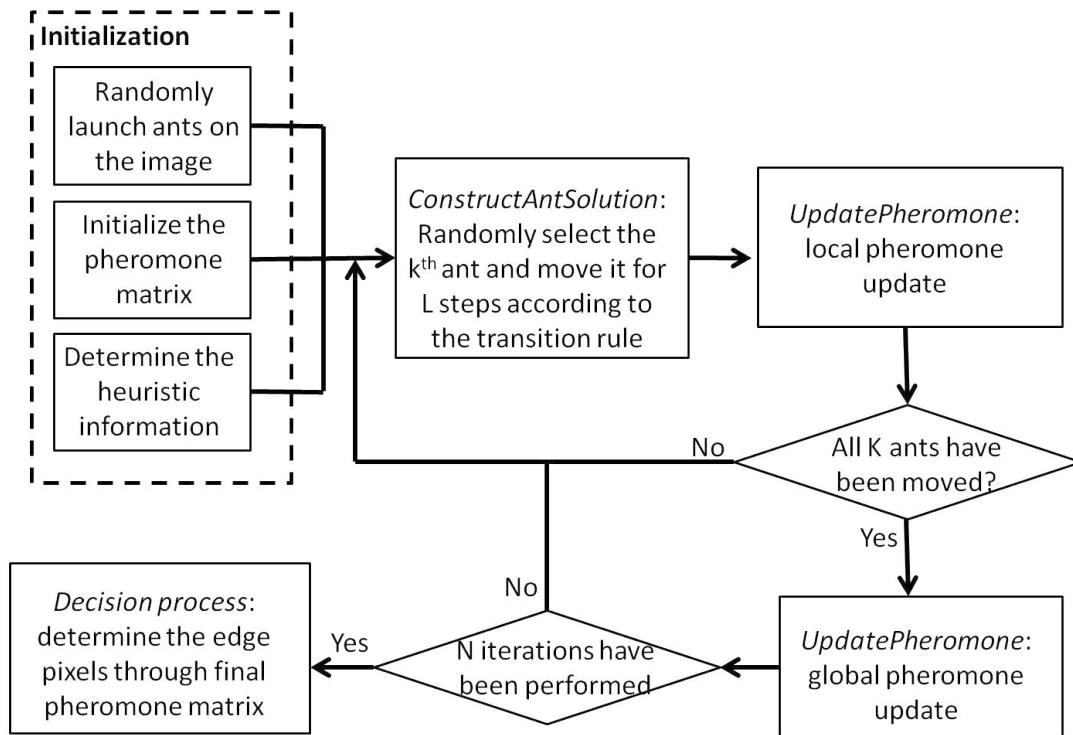 Initialization
Randomly
launch ants on
the image
Initialize the
pheromone
matrix
Determine the
heuristic
information
ConstructAntSolution:
Randomly select the
kth ant and move it for
L steps according to
the transition rule
UpdatePheromone:
local pheromone
update
All K ants have
been moved?
No
Yes
UpdatePheromone:
global pheromone
update
N iterations have
been performed
No
Yes
Decision process:
determine the edge
pixels through final
pheromone matrix